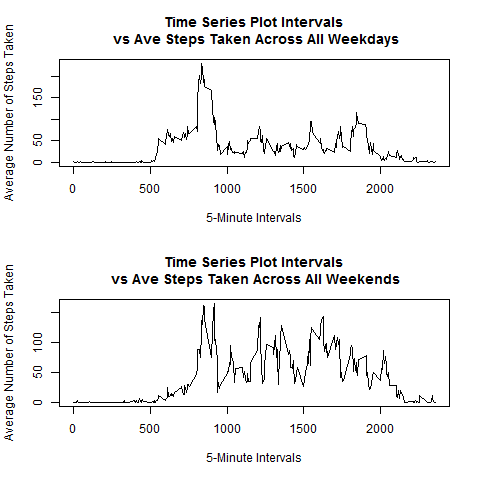 Time Series Plot Intervals
vs Ave Steps Taken Across All Weekdays
Average Number of Steps Taken
0 50 150
0 500 1000 1500 2000
5-Minute Intervals
Time Series Plot Intervals
vs Ave Steps Taken Across All Weekends
Average Number of Steps Taken
0 50 100
0 500 1000 1500 2000
5-Minute Intervals